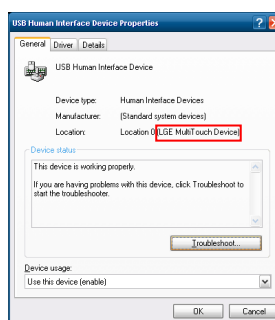 USB Human Interface Device Properties
General Driver Details
USB Human Interface Device
Device type: Human Interface Devices
Manufacturer: (Standard system devices)
Location: Location 0 (LGE MultiTouch Device)
Device status
This device is working properly.
If you are having problems with this device, click Troubleshoot to
start the troubleshooter.
Troubleshoot...
Device usage:
Use this device (enable)
OK Cancel